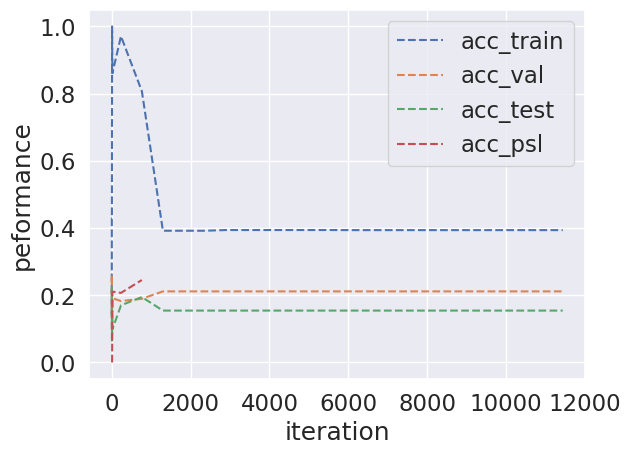 acc_train
acc_val
acc_test
acc_psl
1.0
0.8
0.6
0.4
0.2
0.0
peformance
0 2000 4000 6000 8000 10000 12000
iteration